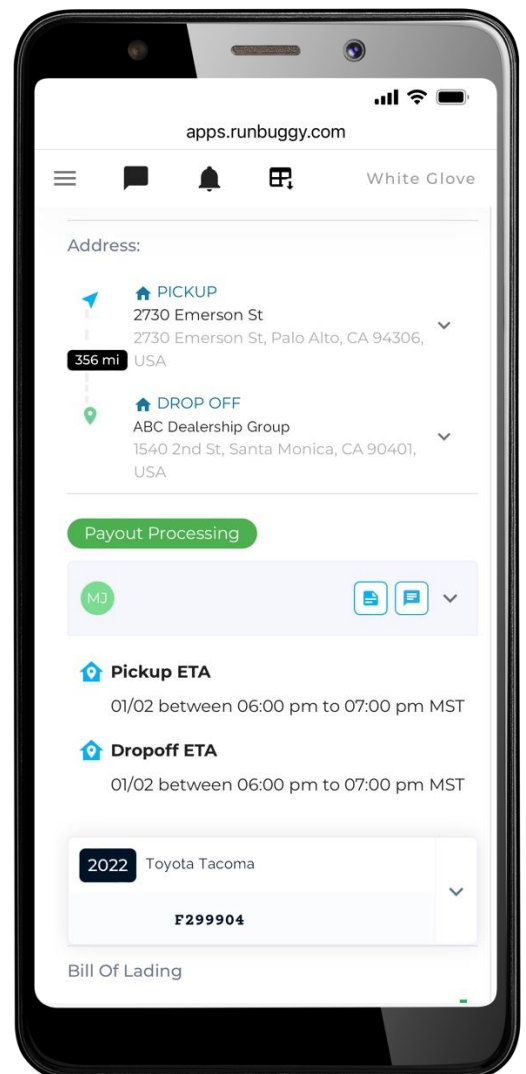 apps.runbuggy.com
White Glove
Address:
PICKUP
2730 Emerson St
2730 Emerson St, Palo Alto, CA 94306,
USA
356 mi
DROP OFF
ABC Dealership Group
1540 2nd St, Santa Monica, CA 90401,
USA
Payout Processing
MJ
Pickup ETA
01/02 between 06:00 pm to 07:00 pm MST
Dropoff ETA
01/02 between 06:00 pm to 07:00 pm MST
2022 Toyota Tacoma
F299904
Bill Of Lading